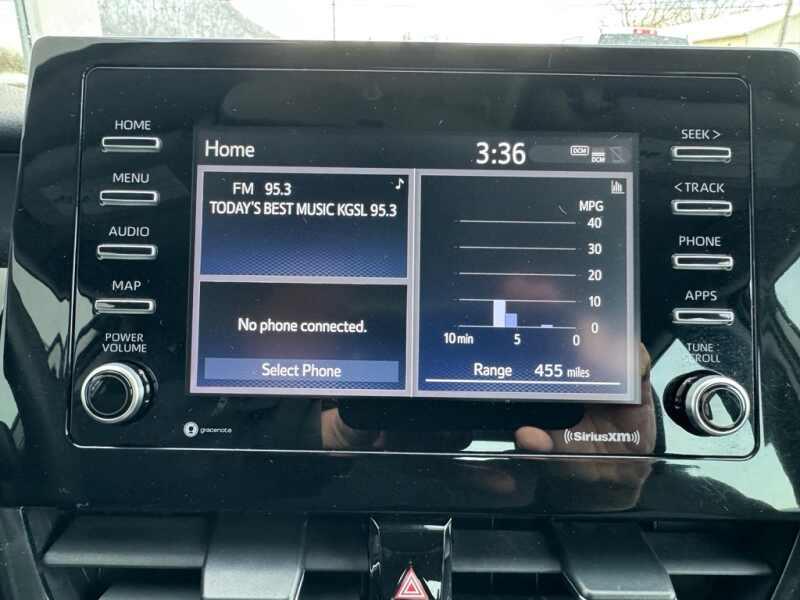 HOME
MENU
AUDIO
MAP
POWER
VOLUME
Home
3:36
DCM
DCM
FM 95.3
TODAY'S BEST MUSIC KGSL 95.3
No phone connected.
Select Phone
MPG
40
30
20
10
0
10 min 5 0
Range 455 miles
SEEK >
< TRACK
PHONE
APPS
TUNE
SCROLL
gracenote
((SiriusXM))